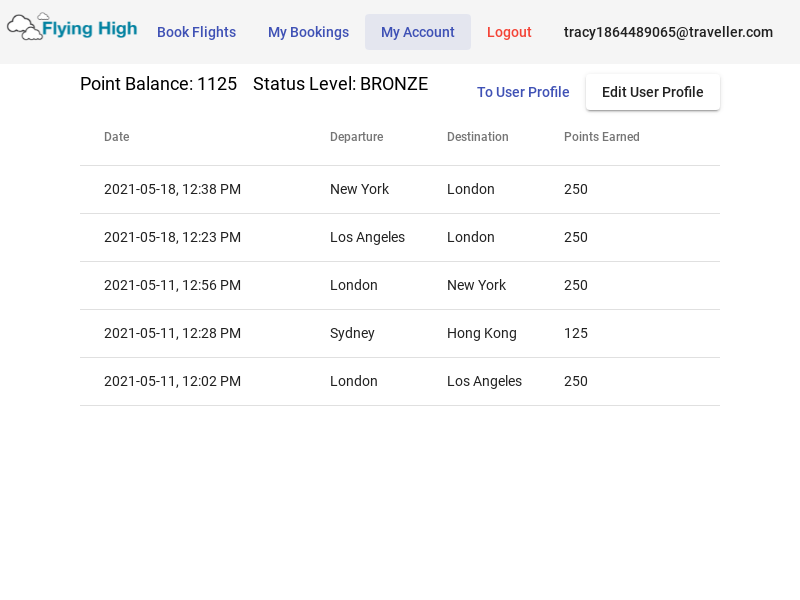 Flying High Book Flights My Bookings My Account Logout tracy1864489065@traveller.com
Point Balance: 1125 Status Level: BRONZE To User Profile Edit User Profile
Date Departure Destination Points Earned
2021-05-18, 12:38 PM New York London 250
2021-05-18, 12:23 PM Los Angeles London 250
2021-05-11, 12:56 PM London New York 250
2021-05-11, 12:28 PM Sydney Hong Kong 125
2021-05-11, 12:02 PM London Los Angeles 250